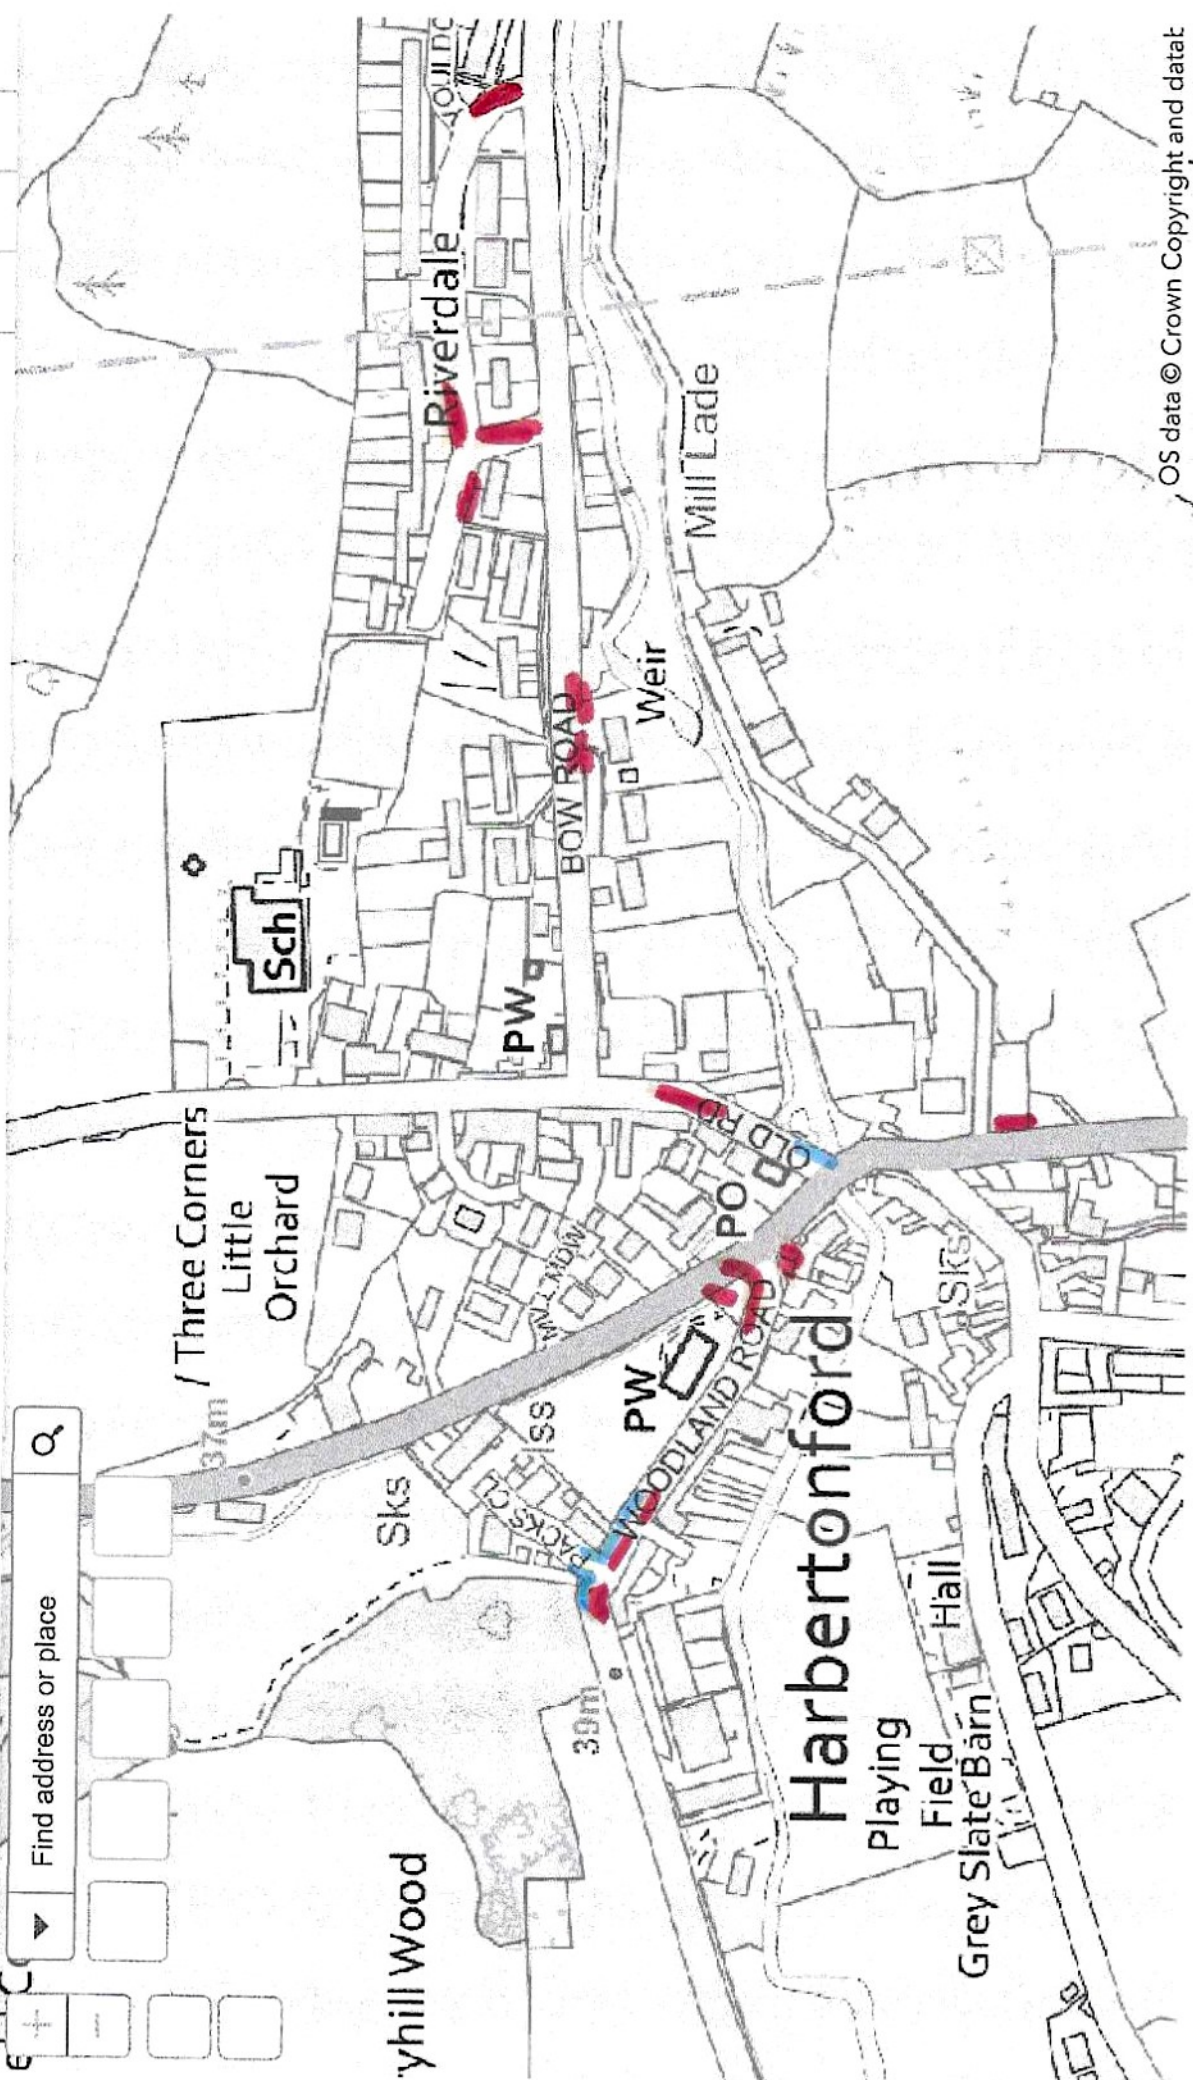 Find address or place
yhill Wood
/ Three Corners
Little
Orchard
37m
39m
Sks
Iss
PW
WOODLAND ROAD
Harbertonford
Playing
Field
Hall
Grey Slate Barn
Sks
PO
OLD RD
PW
Sch
BOW ROAD
Weir
Mill Lade
Riverdale
OS data © Crown Copyright and datab